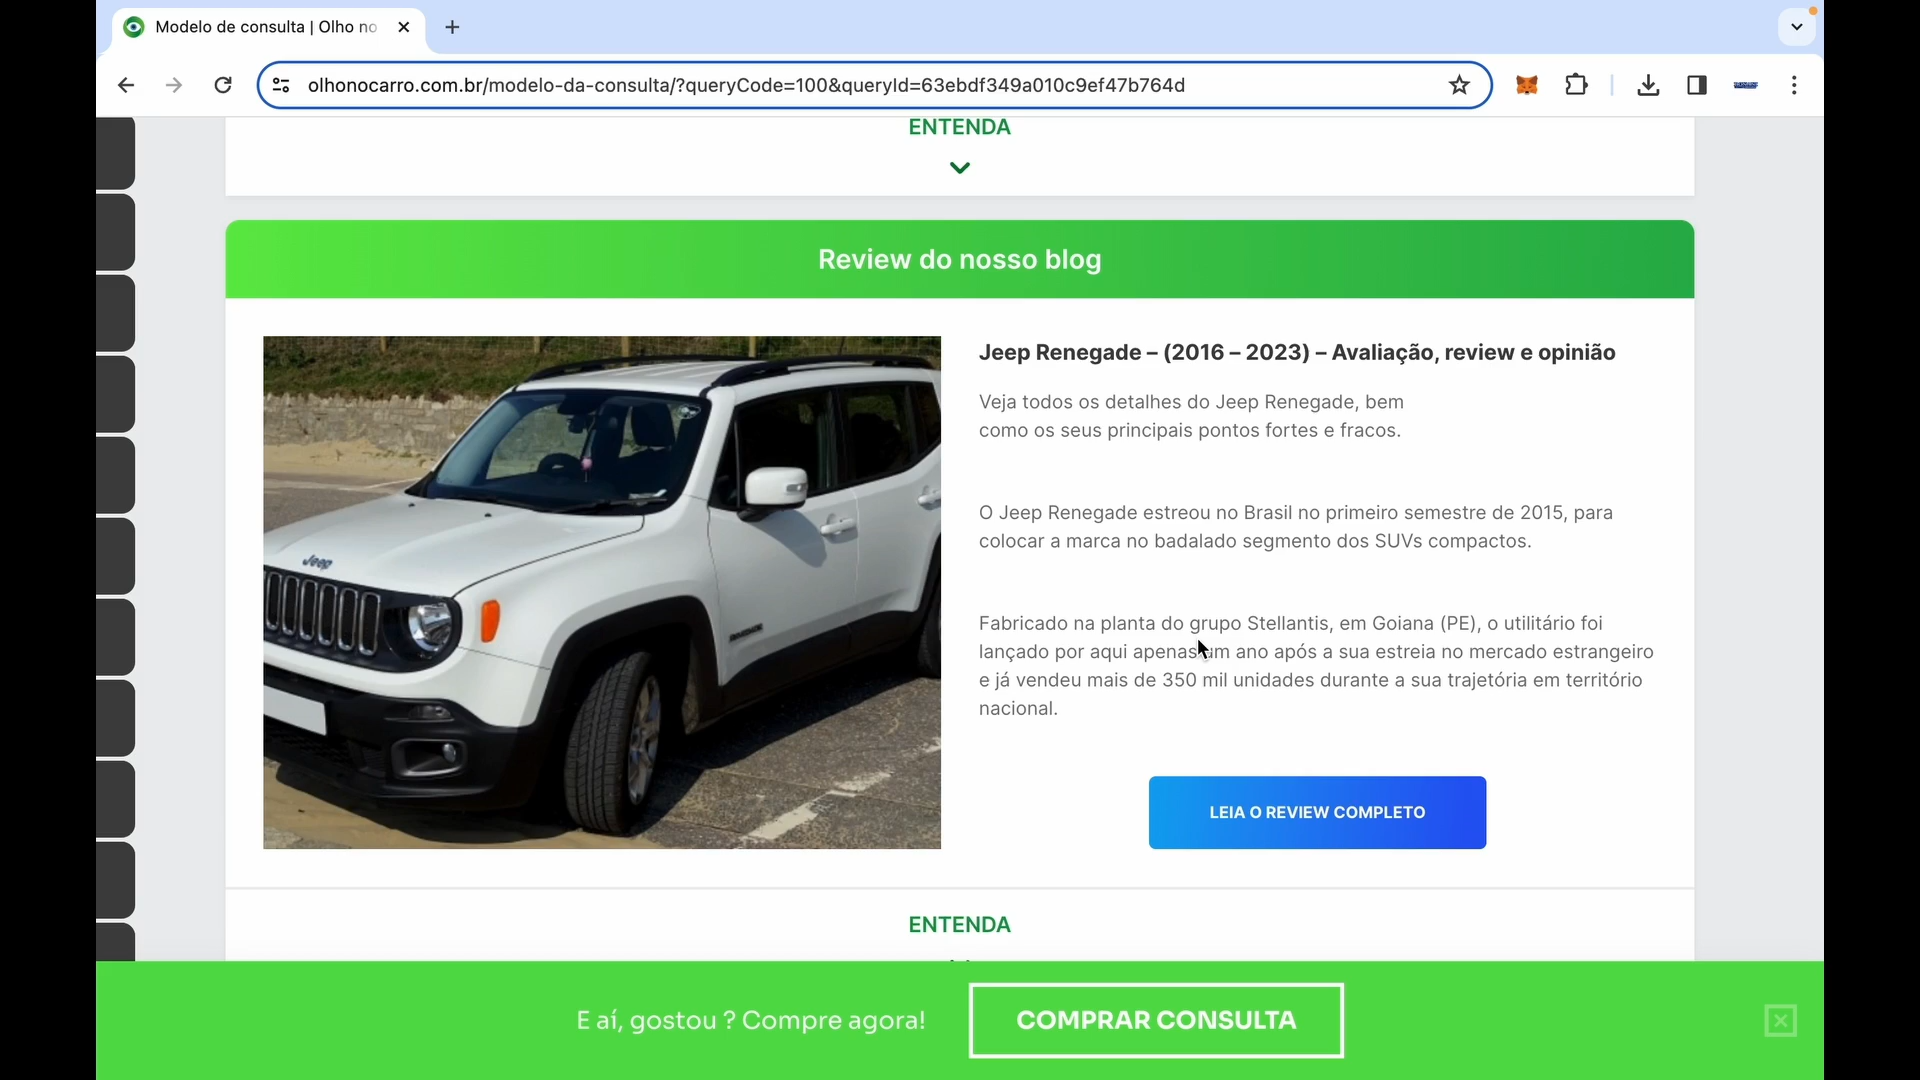 Modelo de consulta | Olho no
olhonocarro.com.br/modelo-da-consulta/?queryCode=100&queryId=63ebdf349a010c9ef47b764d
ENTENDA
Review do nosso blog
Jeep
Jeep Renegade – (2016 – 2023) – Avaliação, review e opinião
Veja todos os detalhes do Jeep Renegade, bem
como os seus principais pontos fortes e fracos.
O Jeep Renegade estreou no Brasil no primeiro semestre de 2015, para
colocar a marca no badalado segmento dos SUVs compactos.
Fabricado na planta do grupo Stellantis, em Goiana (PE), o utilitário foi
lançado por aqui apenas um ano após a sua estreia no mercado estrangeiro
e já vendeu mais de 350 mil unidades durante a sua trajetória em território
nacional.
LEIA O REVIEW COMPLETO
ENTENDA
E aí, gostou ? Compre agora!
COMPRAR CONSULTA